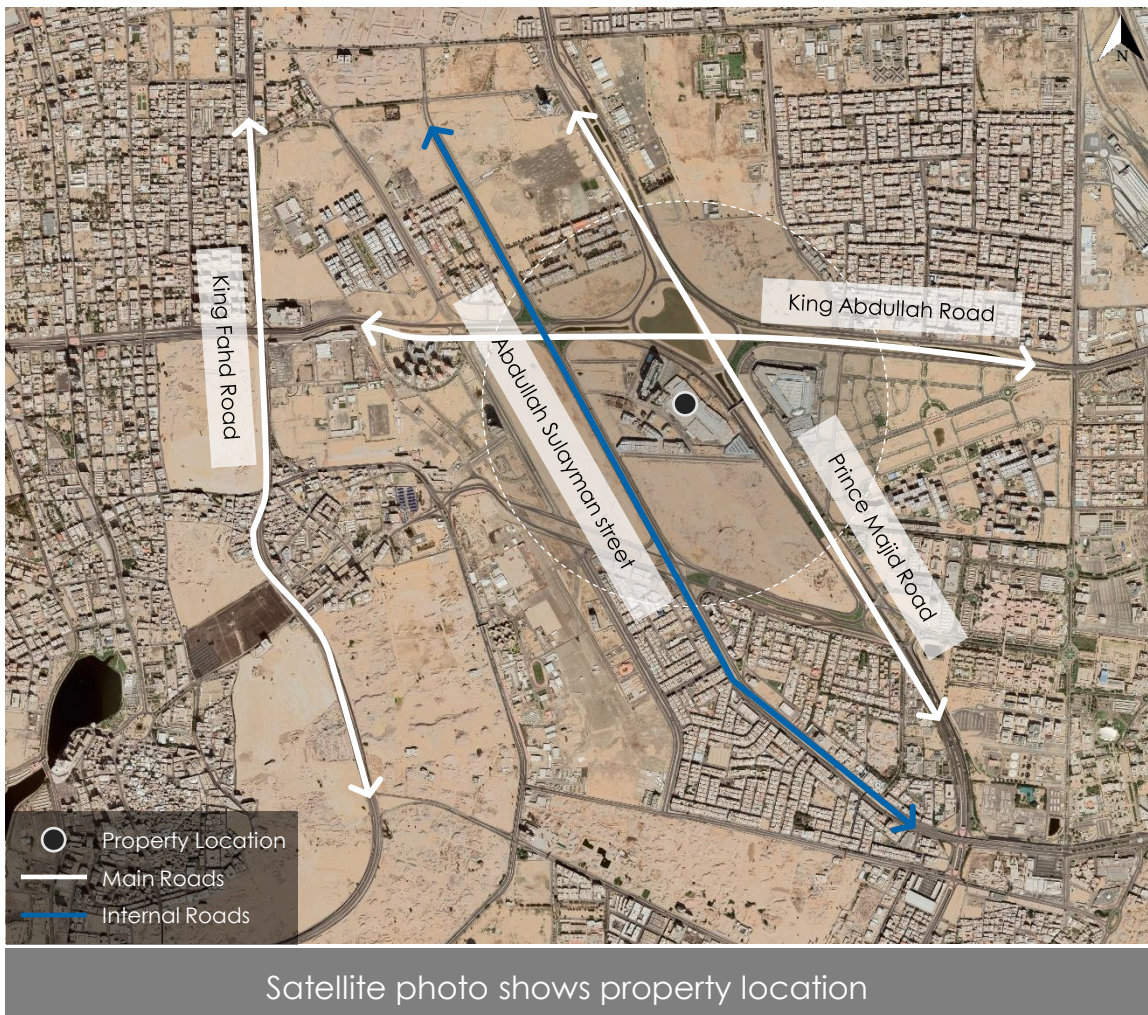 N
King Abdullah Road
King Fahd Road
Abdullah Sulayman street
Prince Majid Road
Property Location
Main Roads
Internal Roads
Satellite photo shows property location